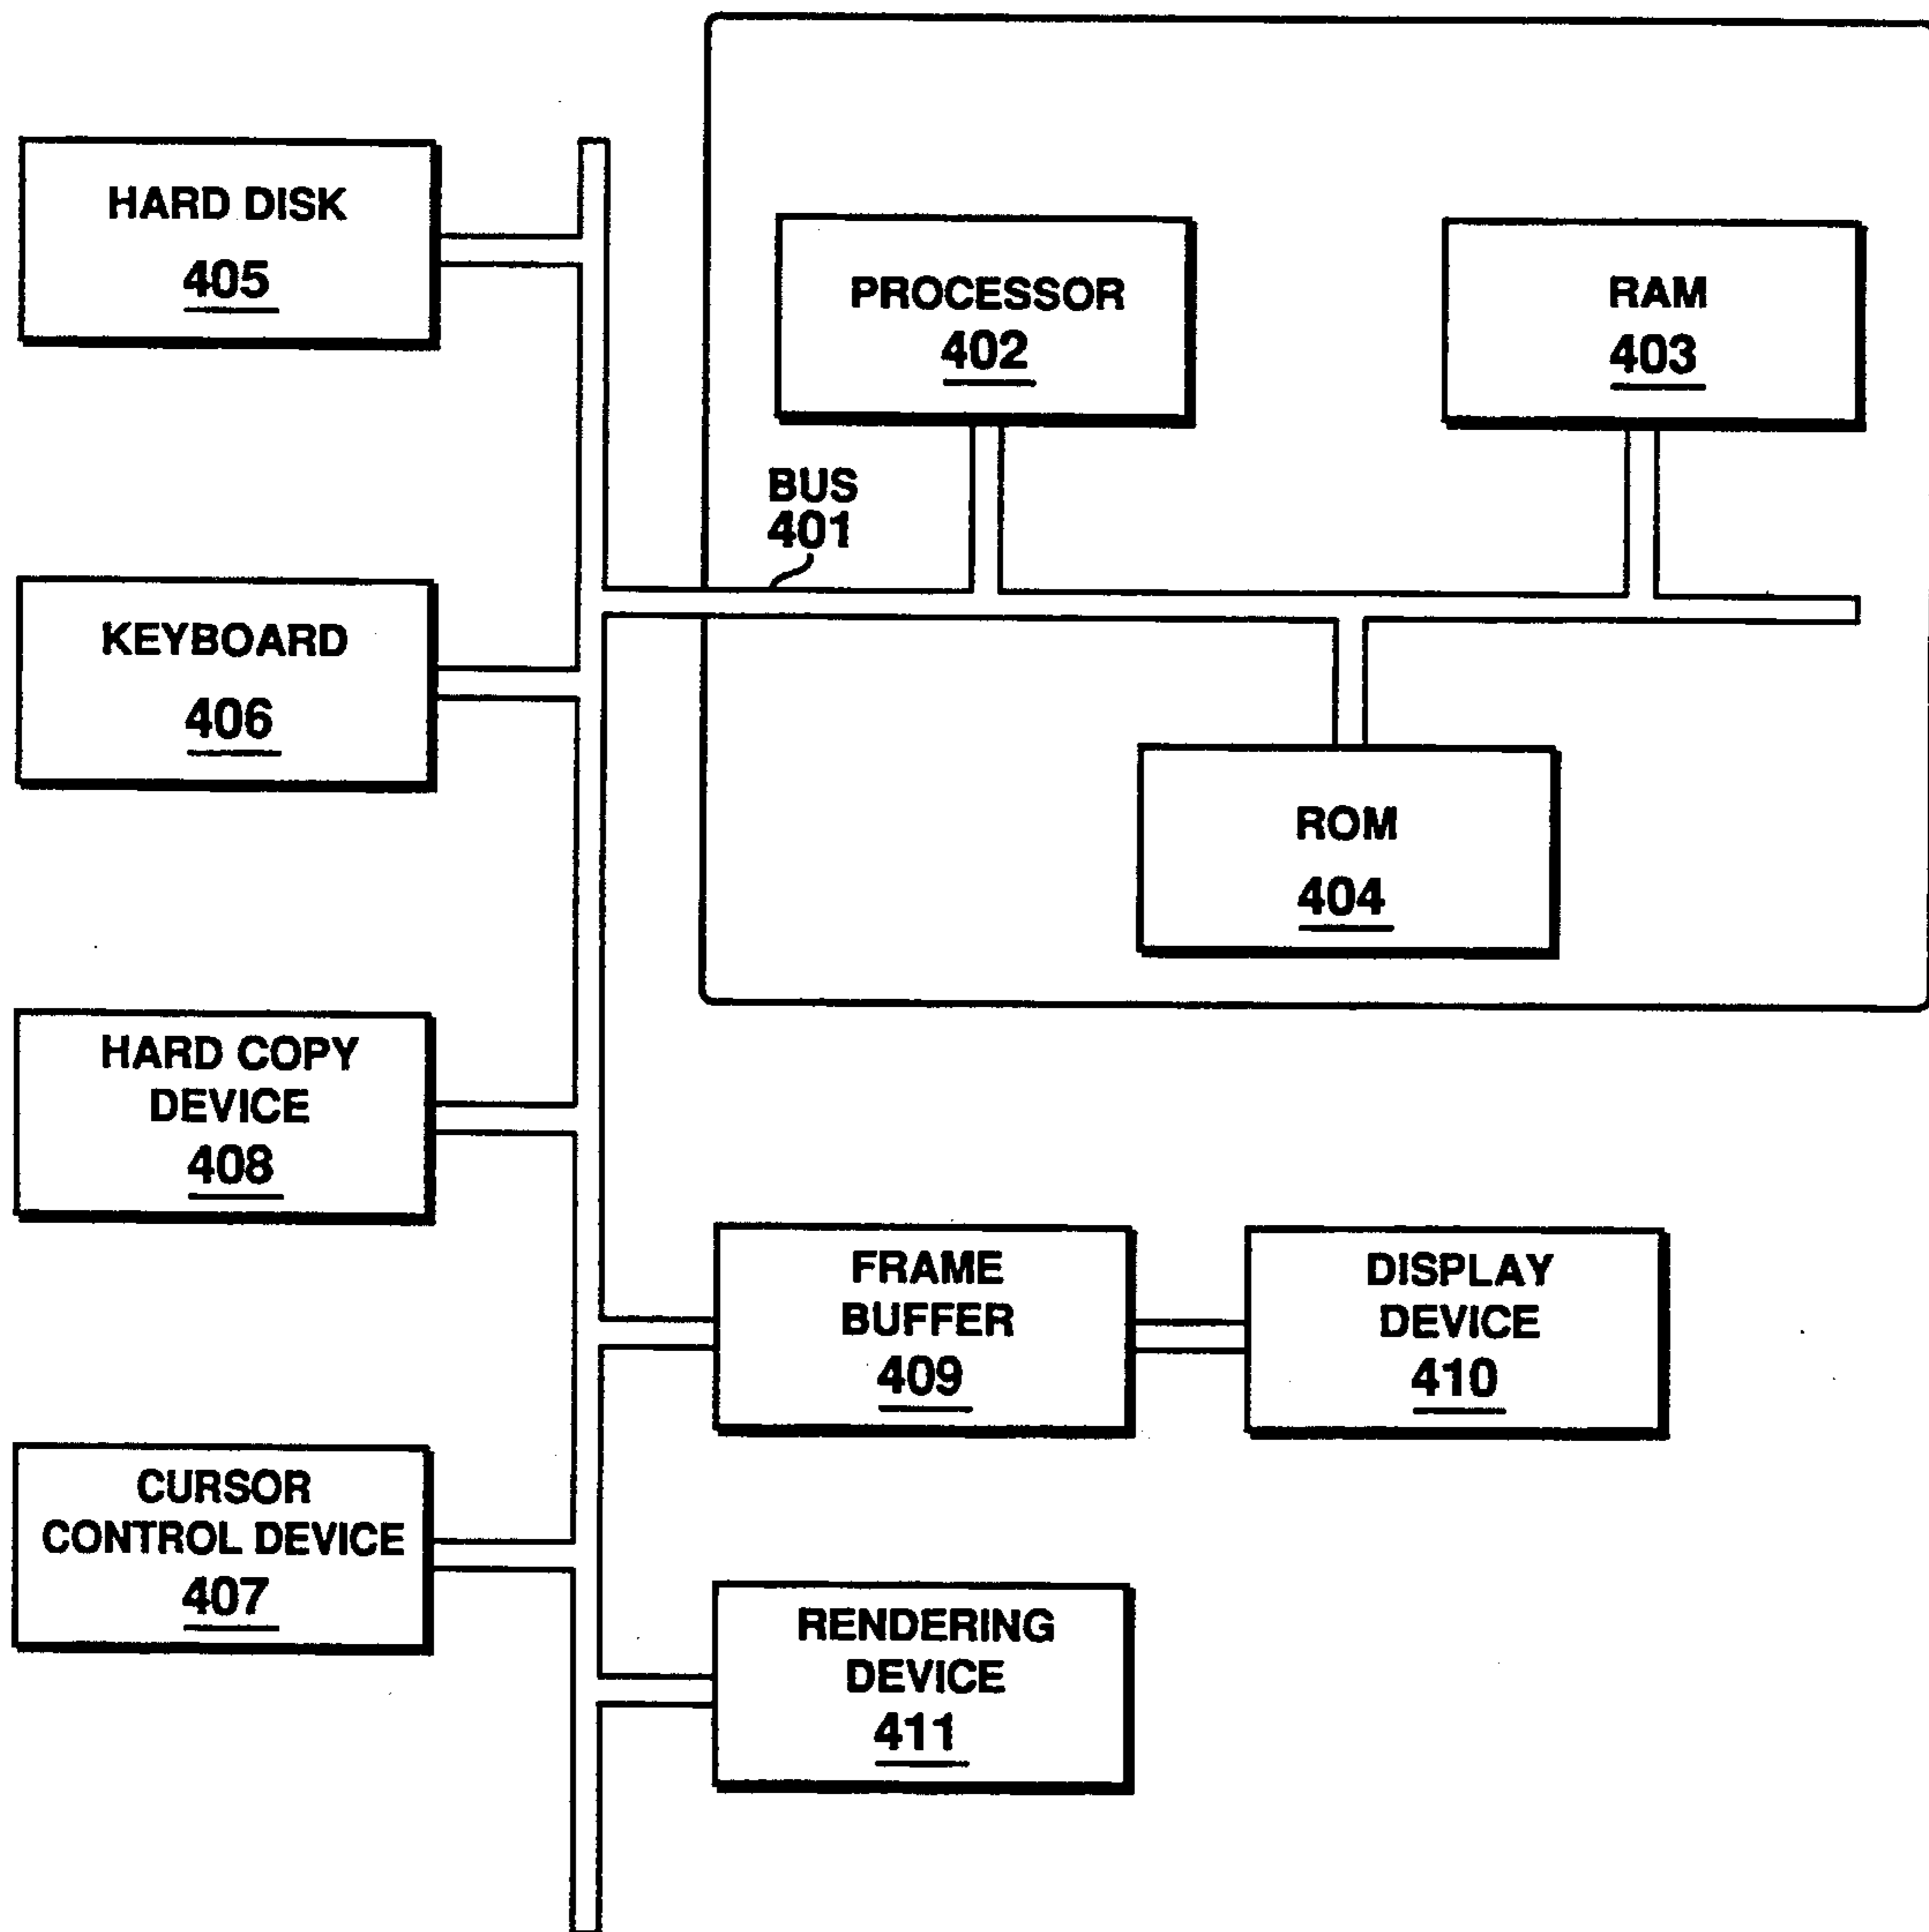 HARD DISK
405
PROCESSOR
402
RAM
403
BUS
401
KEYBOARD
406
ROM
404
HARD COPY
DEVICE
408
FRAME
BUFFER
409
DISPLAY
DEVICE
410
CURSOR
CONTROL DEVICE
407
RENDERING
DEVICE
411